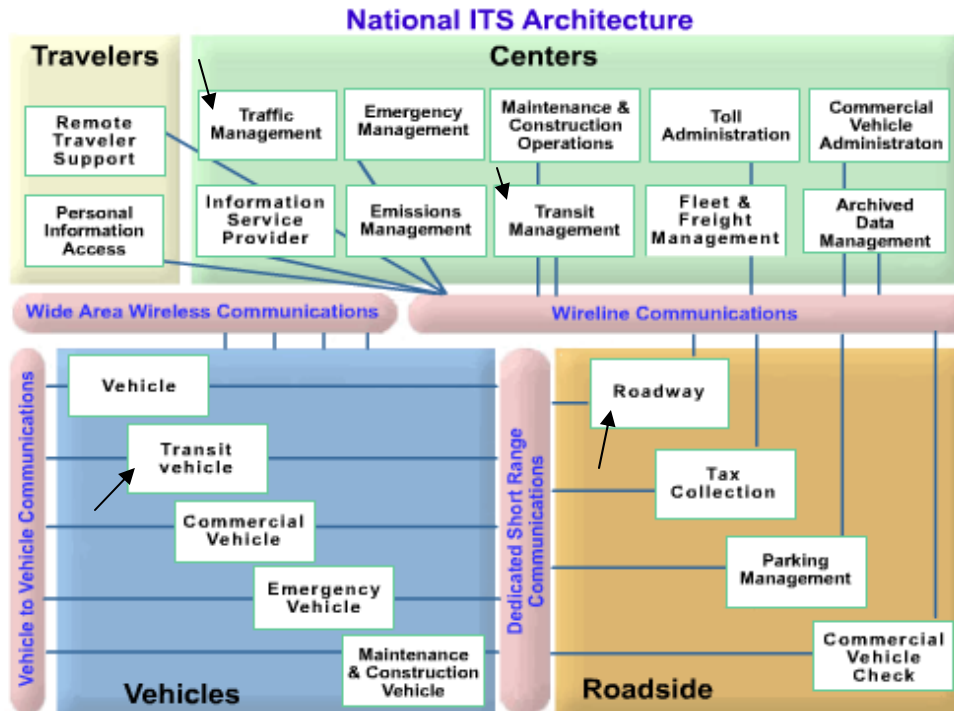 National ITS Architecture
Travelers
Centers
Remote
Traveler
Support
Personal
Information
Access
Traffic
Management
Emergency
Management
Maintenance &
Construction
Operations
Toll
Administration
Commercial
Vehicle
Administraton
Information
Service
Provider
Emissions
Management
Transit
Management
Fleet &
Freight
Management
Archived
Data
Management
Wide Area Wireless Communications
Wireline Communications
Vehicle to Vehicle Communications
Vehicle
Transit
vehicle
Commercial
Vehicle
Emergency
Vehicle
Maintenance
& Construction
Vehicle
Vehicles
Dedicated Short Range
Communications
Roadway
Tax
Collection
Parking
Management
Commercial
Vehicle
Check
Roadside